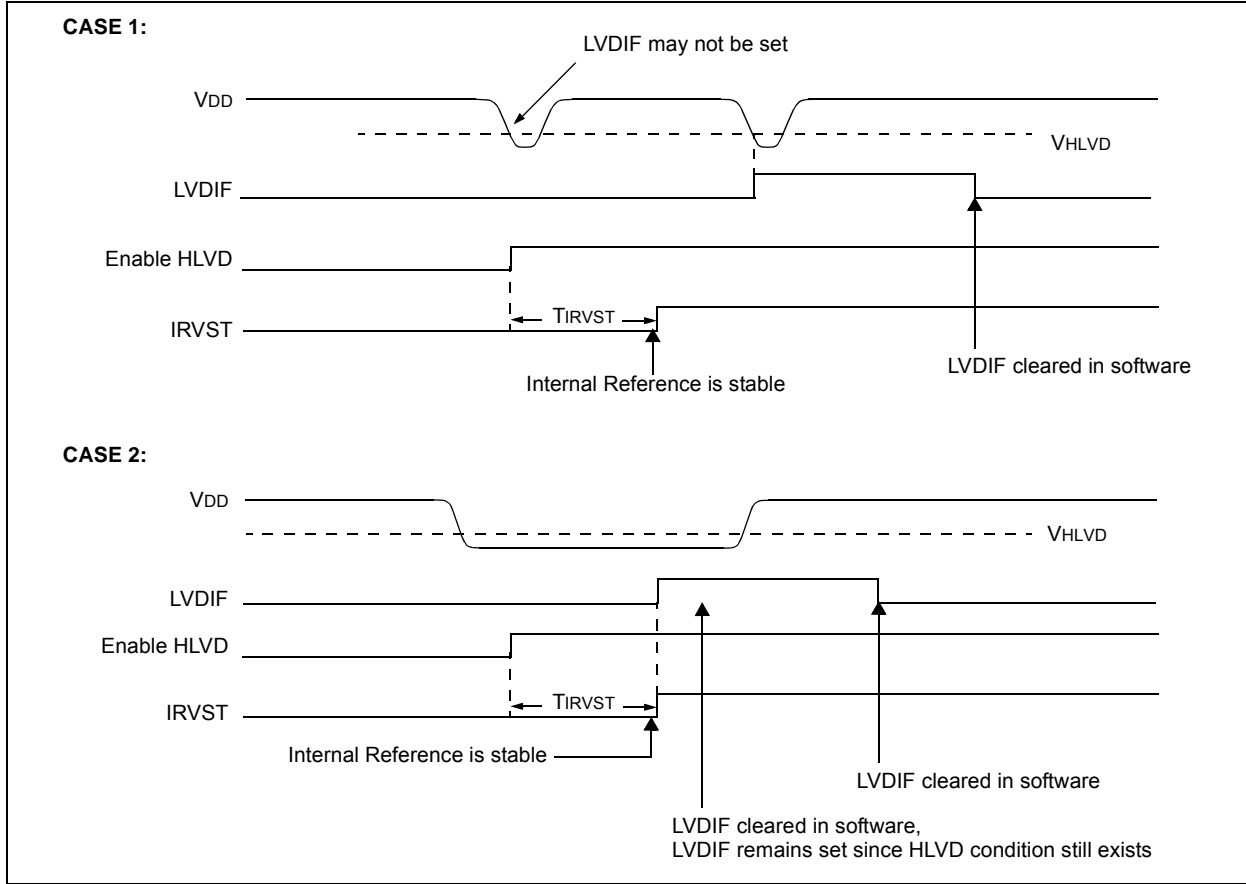 CASE 1:
LVDIF may not be set
VDD
VHLVD
LVDIF
Enable HLVD
TIRVST
IRVST
Internal Reference is stable
LVDIF cleared in software
CASE 2:
VDD
VHLVD
LVDIF
Enable HLVD
TIRVST
IRVST
Internal Reference is stable
LVDIF cleared in software
LVDIF cleared in software,
LVDIF remains set since HLVD condition still exists